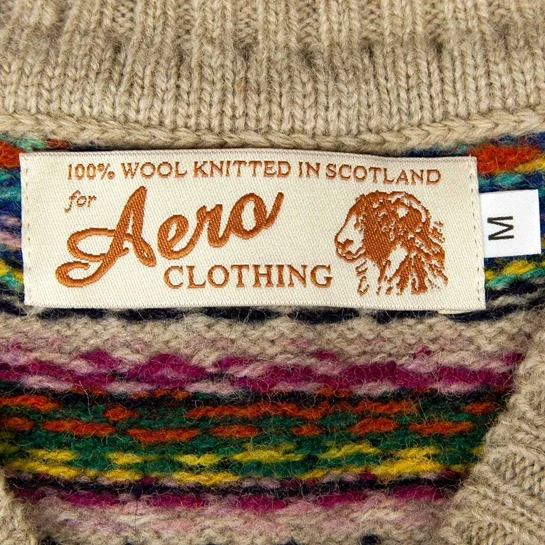 100% WOOL KNITTED IN SCOTLAND
for Aero
CLOTHING
M